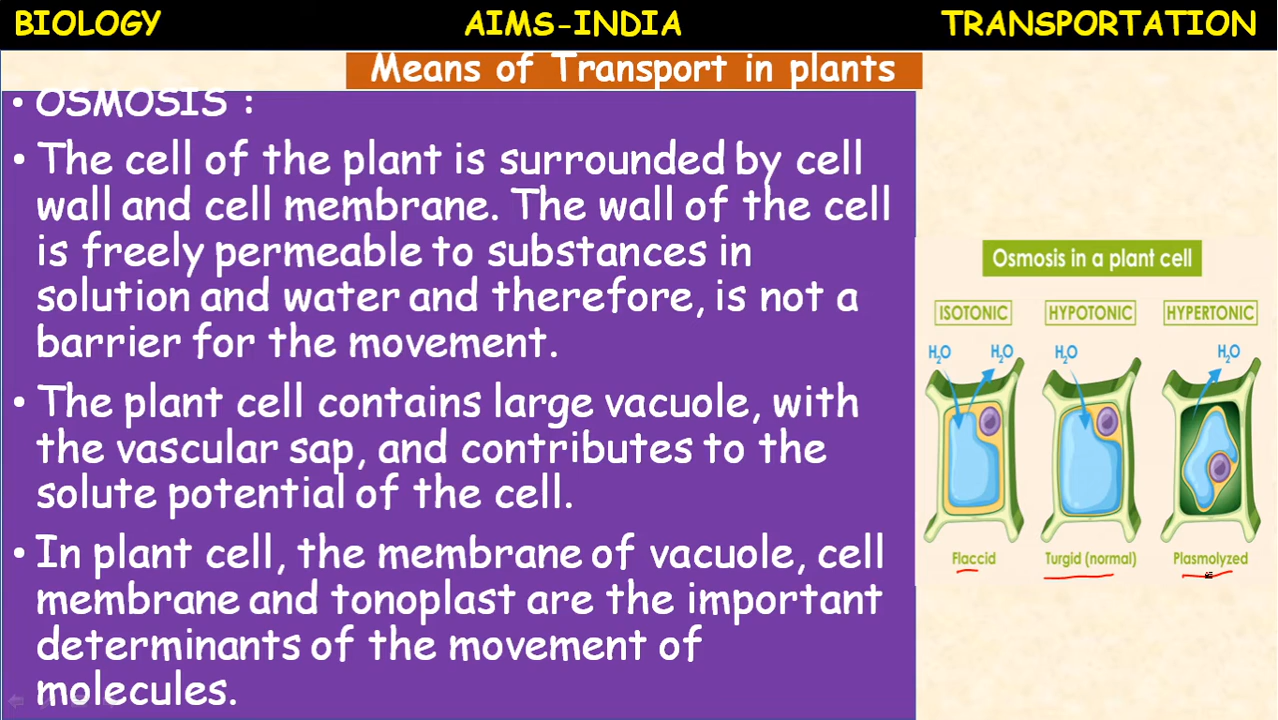 BIOLOGY AIMS-INDIA TRANSPORTATION
Means of Transport in plants
• OSMOSIS :
• The cell of the plant is surrounded by cell
wall and cell membrane. The wall of the cell
is freely permeable to substances in
solution and water and therefore, is not a
barrier for the movement.
• The plant cell contains large vacuole, with
the vascular sap, and contributes to the
solute potential of the cell.
• In plant cell, the membrane of vacuole, cell
membrane and tonoplast are the important
determinants of the movement of
molecules.
Osmosis in a plant cell
ISOTONIC HYPOTONIC HYPERTONIC
H₂O H₂O H₂O H₂O
Flaccid Turgid (normal) Plasmolyzed